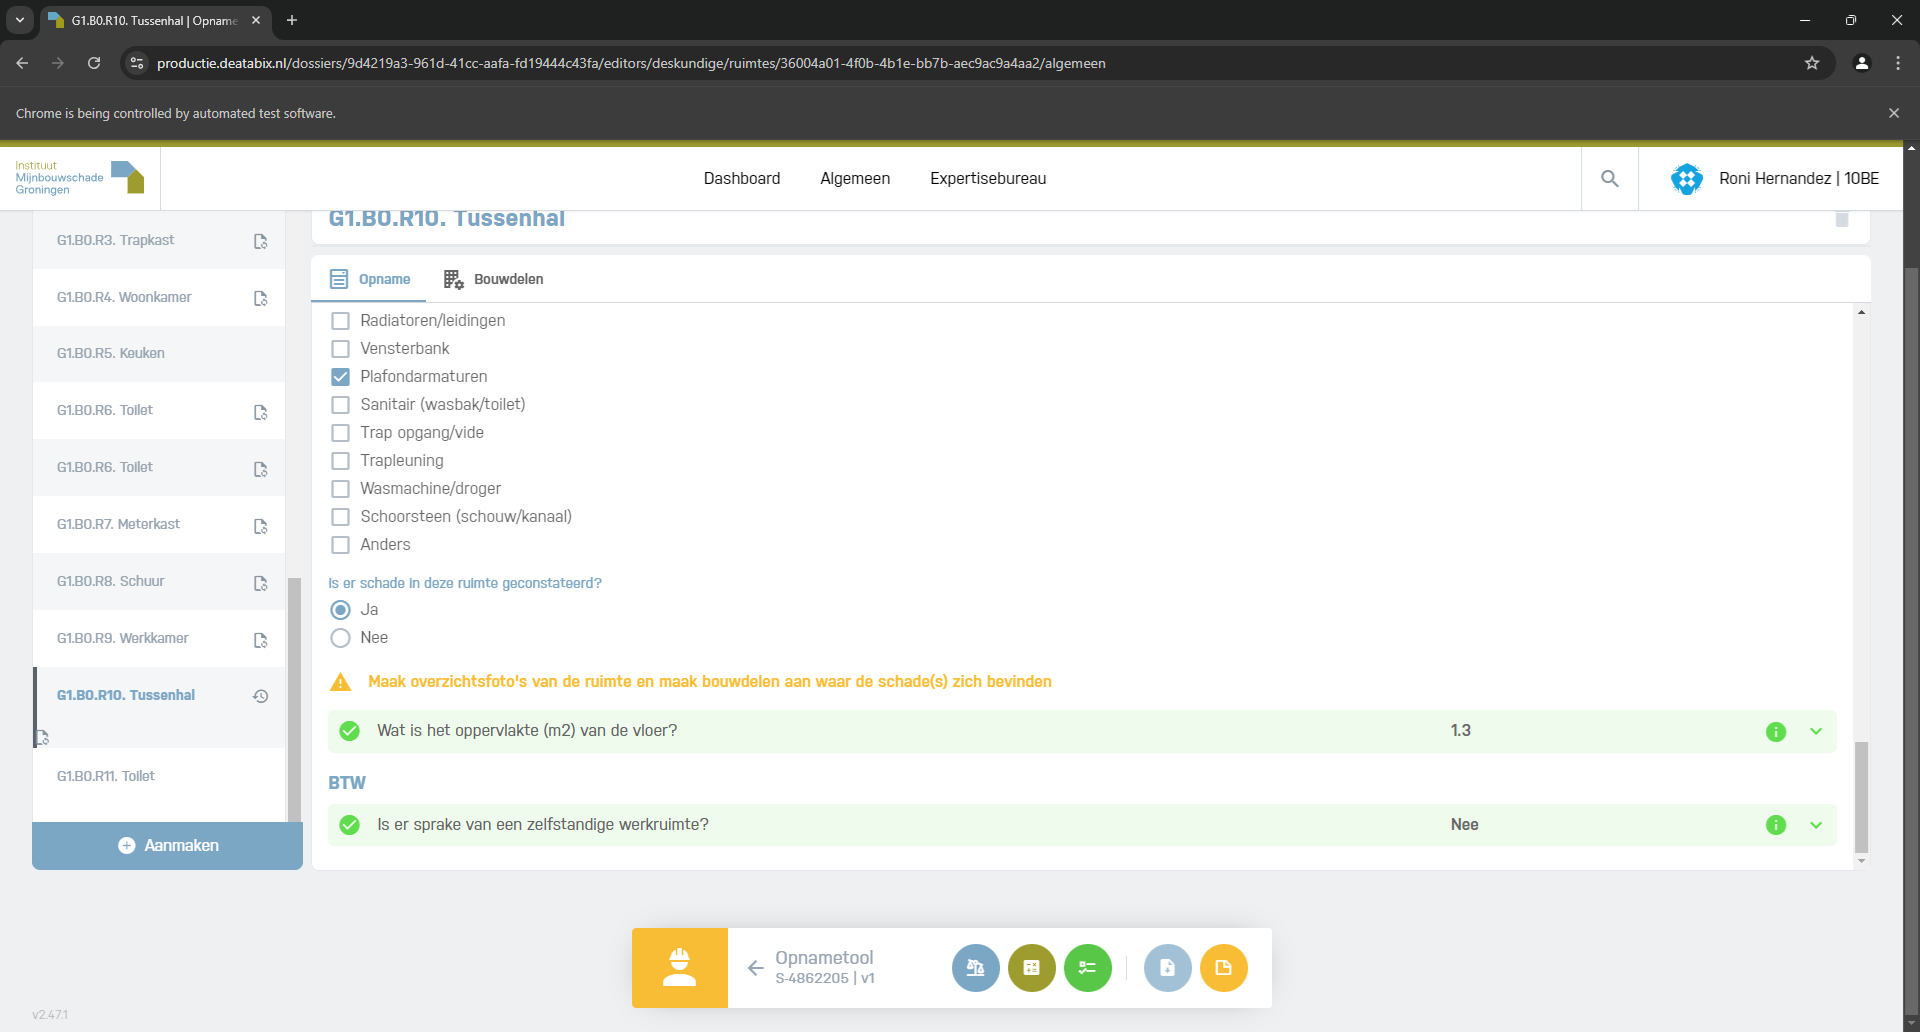 G1.B0.R10. Tussenhal | Opname
productie.deatabix.nl/dossiers/9d4219a3-961d-41cc-aafa-fd19444c43fa/editors/deskundige/ruimtes/36004a01-4f0b-4b1e-bb7b-aec9ac9a4aa2/algemeen
Chrome is being controlled by automated test software.
Instituut
Mijnbouwschade
Groningen
Dashboard
Algemeen
Expertisebureau
Roni Hernandez | 10BE
G1.B0.R3. Trapkast
G1.B0.R4. Woonkamer
G1.B0.R5. Keuken
G1.B0.R6. Toilet
G1.B0.R6. Toilet
G1.B0.R7. Meterkast
G1.B0.R8. Schuur
G1.B0.R9. Werkkamer
G1.B0.R10. Tussenhal
G1.B0.R11. Toilet
Aanmaken
G1.B0.R10. Tussenhal
Opname
Bouwdelen
Radiatoren/leidingen
Vensterbank
Plafondarmaturen
Sanitair (wasbak/toilet)
Trap opgang/vide
Trapleuning
Wasmachine/droger
Schoorsteen (schouw/kanaal)
Anders
Is er schade in deze ruimte geconstateerd?
Ja
Nee
Maak overzichtsfoto's van de ruimte en maak bouwdelen aan waar de schade(s) zich bevinden
Wat is het oppervlakte (m2) van de vloer? 1.3
BTW
Is er sprake van een zelfstandige werkruimte? Nee
Opnametool
S-4862205 | v1
v2.47.1